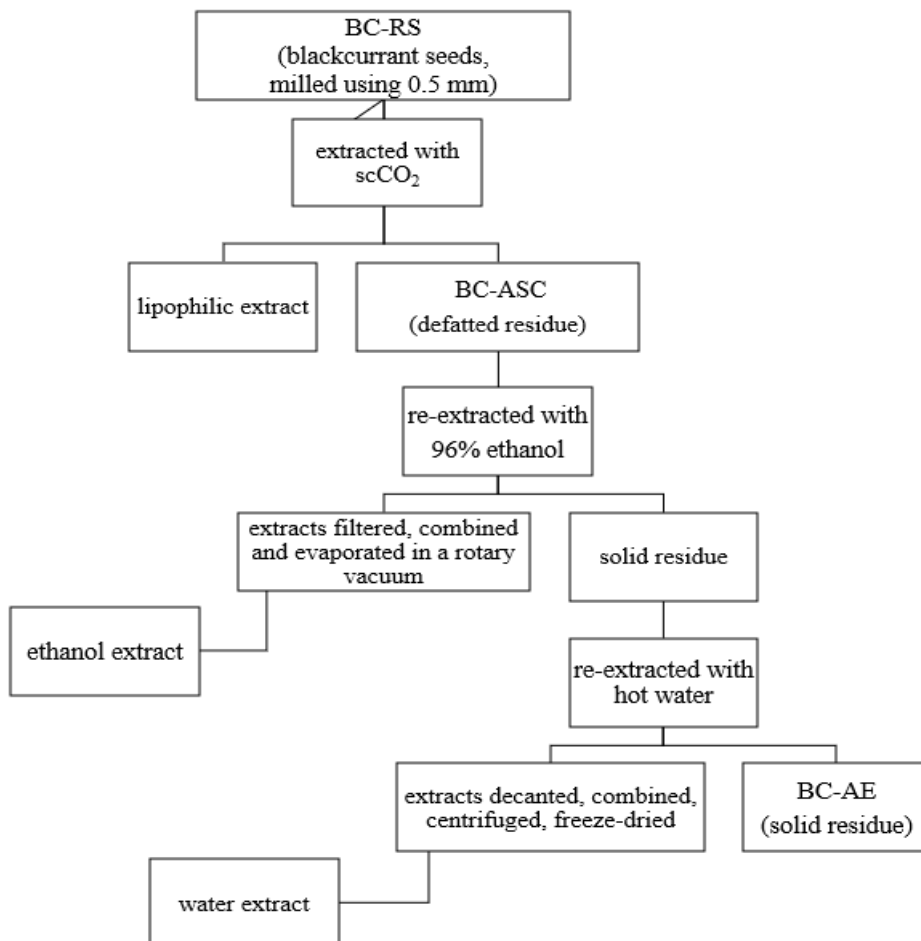 BC-RS
(blackcurrant seeds,
milled using 0.5 mm)
extracted with
scCO₂
lipophilic extract
BC-ASC
(defatted residue)
re-extracted with
96% ethanol
extracts filtered, combined
and evaporated in a rotary
vacuum
solid residue
ethanol extract
re-extracted with
hot water
extracts decanted, combined,
centrifuged, freeze-dried
BC-AE
(solid residue)
water extract